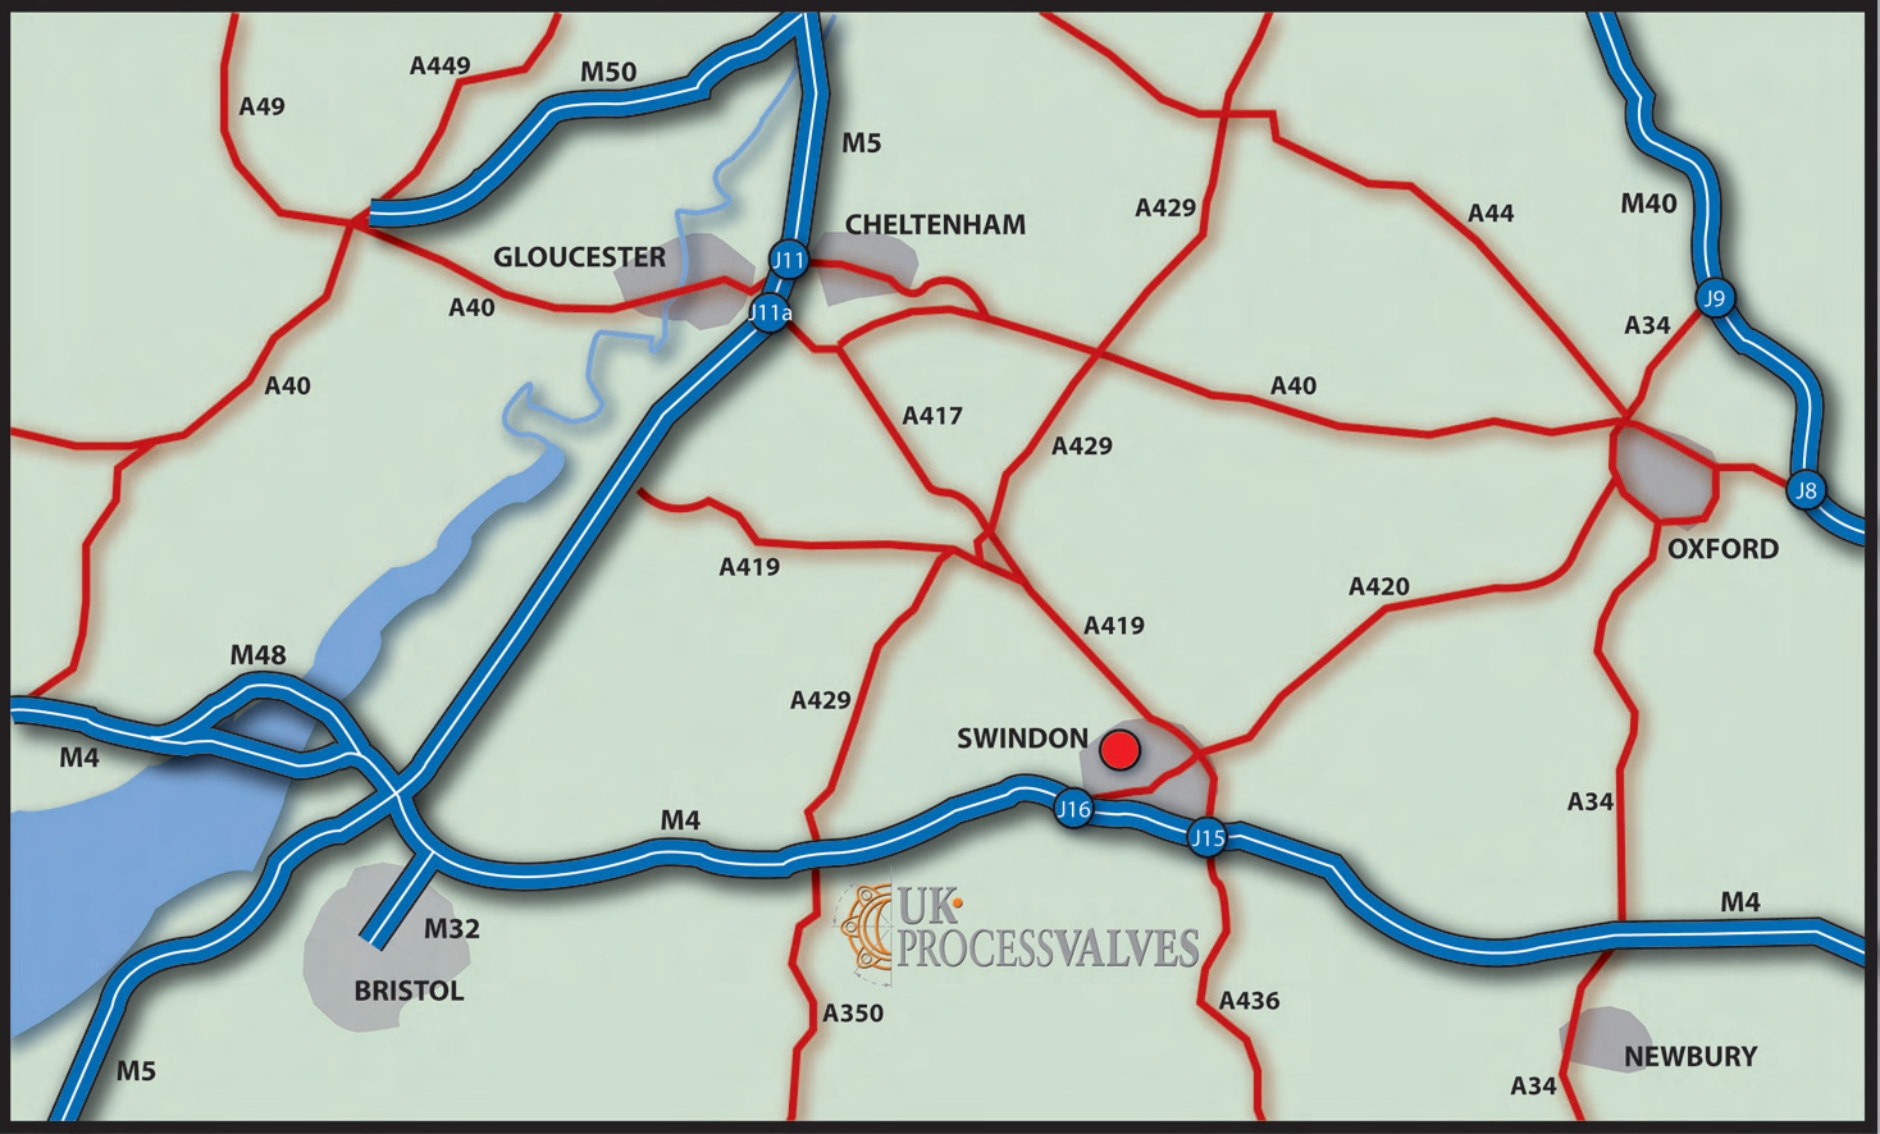 A449
M50
A49
M5
M40
A429
A44
CHELTENHAM
GLOUCESTER
J11
J9
A40
J11a
A34
A40
A40
A417
A429
J8
OXFORD
A419
A420
A419
M48
A429
SWINDON
M4
A34
J16
M4
J15
M4
UK
PROCESSVALVES
M32
BRISTOL
A436
A350
M5
NEWBURY
A34